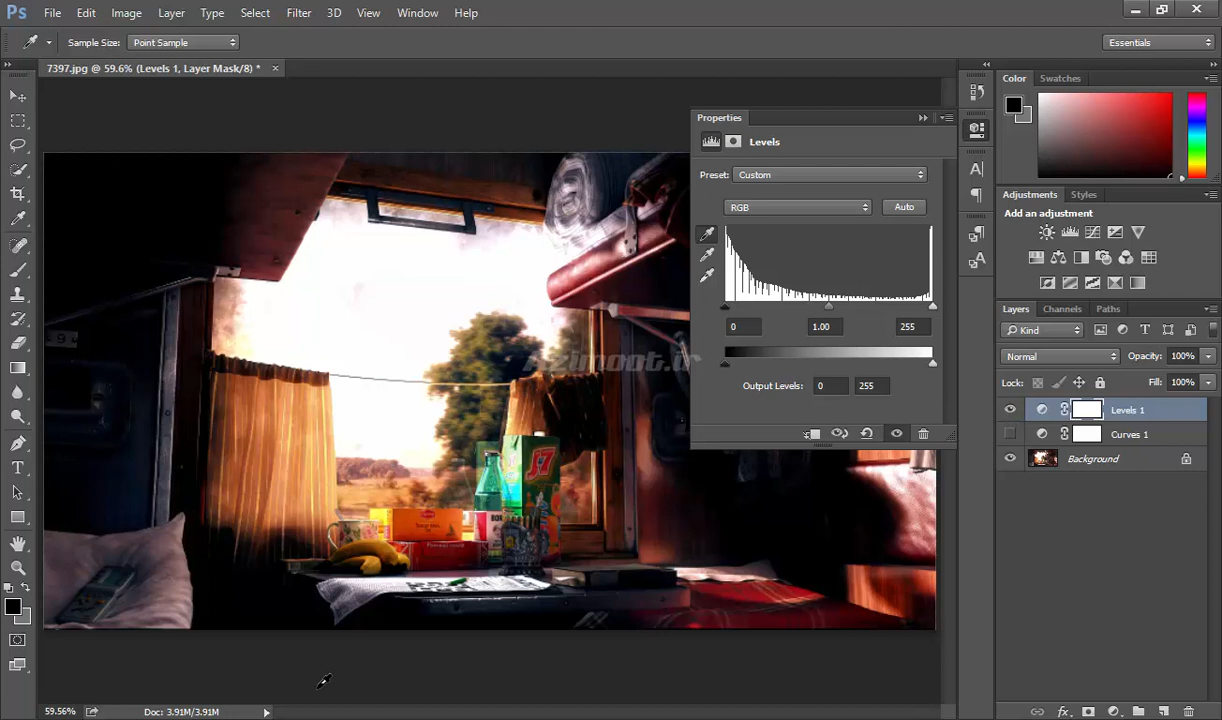 Ps File Edit Image Layer Type Select Filter 3D View Window Help
Sample Size: Point Sample Essentials
7397.jpg @ 59.6% (Levels 1, Layer Mask/8) * ×
Properties
Levels
Preset: Custom
RGB Auto
0 1.00 255
Output Levels: 0 255
Color Swatches
Adjustments Styles
Add an adjustment
Layers Channels Paths
Kind
Normal Opacity: 100%
Lock: Fill: 100%
Levels 1
Curves 1
Background
Azimoot.ir
J7
59.56% Doc: 3.91M/3.91M